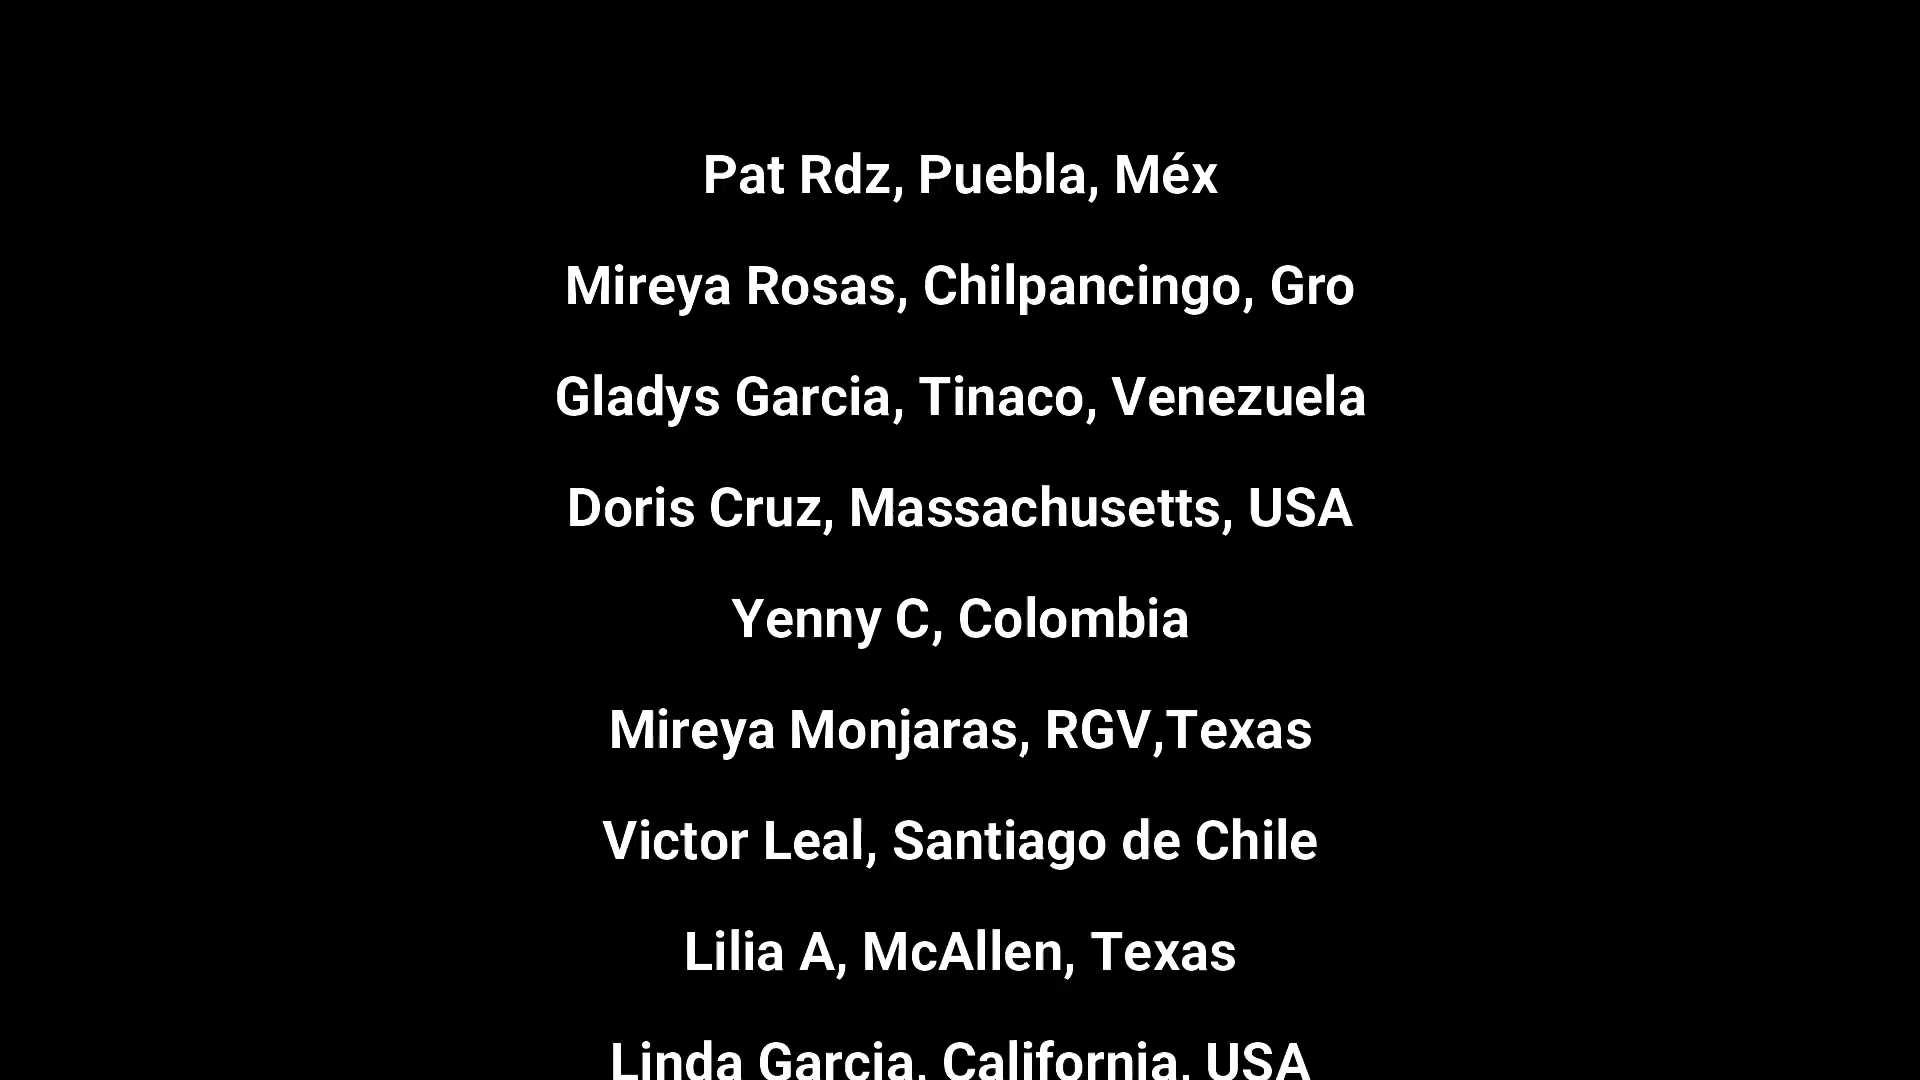 Pat Rdz, Puebla, Méx
Mireya Rosas, Chilpancingo, Gro
Gladys Garcia, Tinaco, Venezuela
Doris Cruz, Massachusetts, USA
Yenny C, Colombia
Mireya Monjaras, RGV,Texas
Victor Leal, Santiago de Chile
Lilia A, McAllen, Texas
Linda Garcia, California, USA